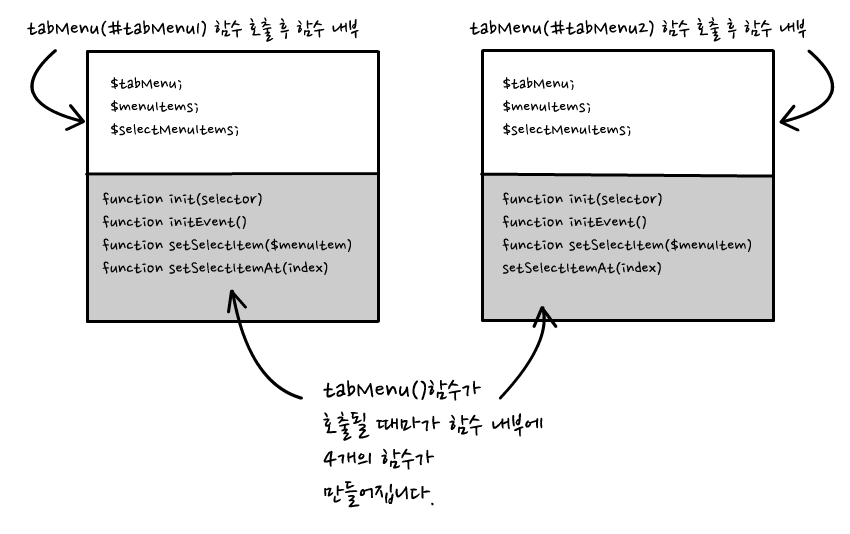 tabMenu(#tabMenu1) 함수 호출 후 함수 내부
$tabMenu;
$menuItems;
$selectMenuItems;
function init(selector)
function initEvent()
function setSelectItem($menuItem)
function setSelectItemAt(index)
tabMenu(#tabMenu2) 함수 호출 후 함수 내부
$tabMenu;
$menuItems;
$selectMenuItems;
function init(selector)
function initEvent()
function setSelectItem($menuItem)
setSelectItemAt(index)
tabMenu()함수가
호출될 때마가 함수 내부에
4개의 함수가
만들어집니다.